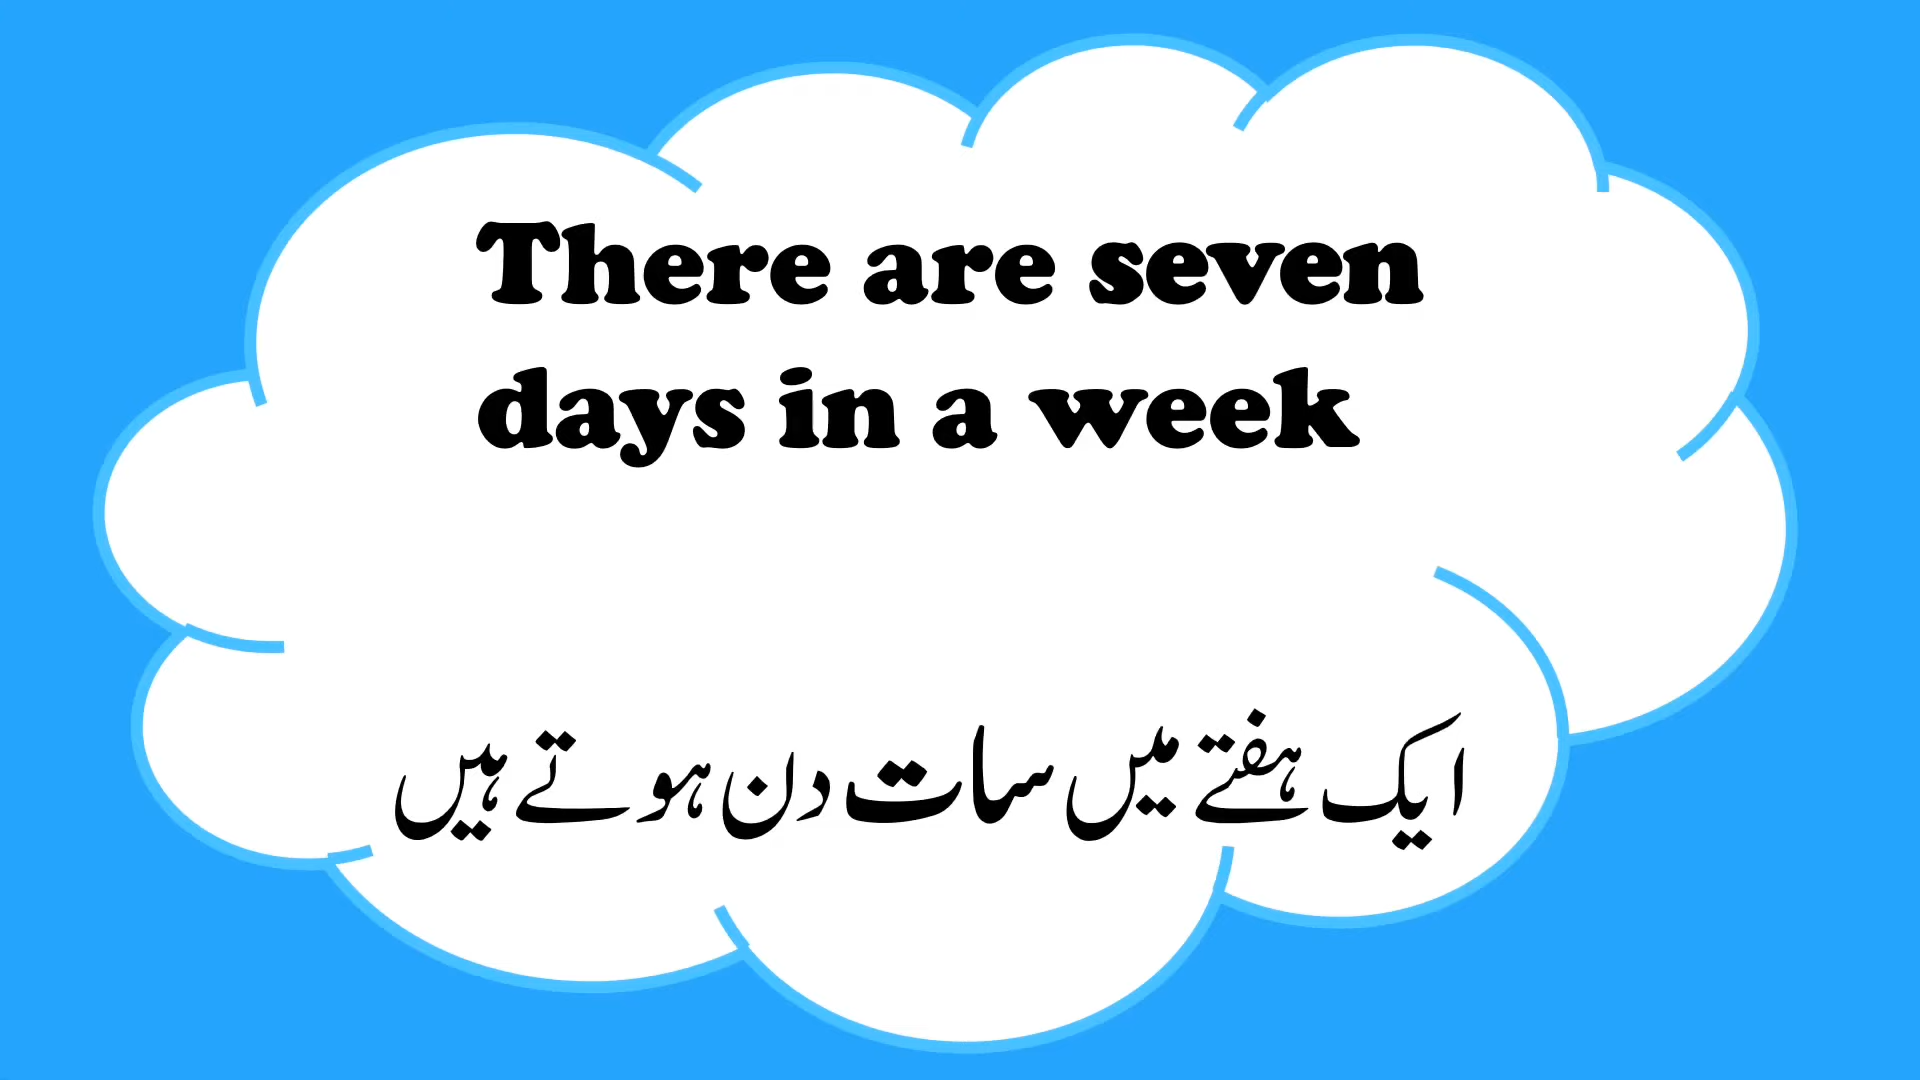 There are seven
days in a week
ایک ہفتے میں سات دن ہوتے ہیں